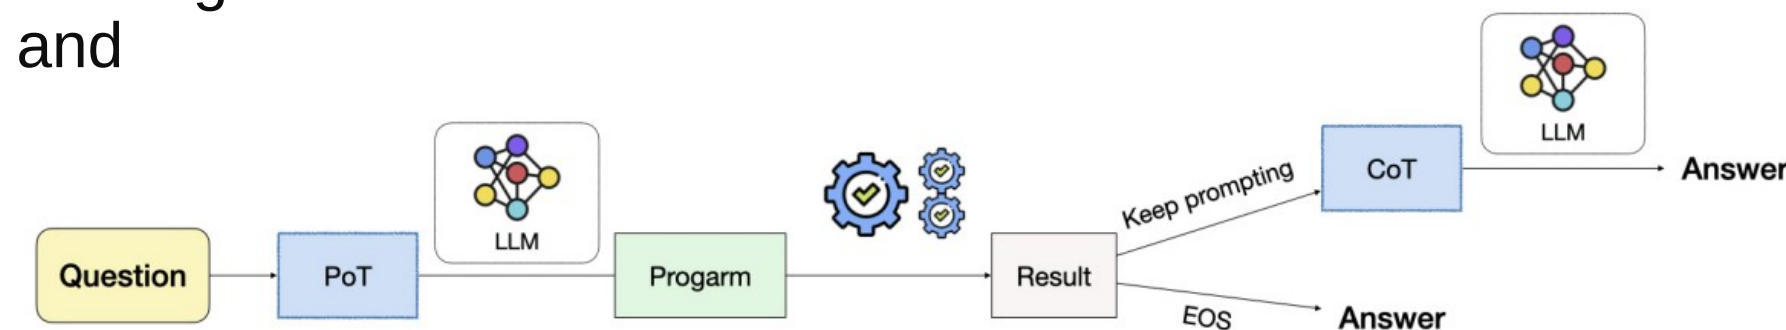 and
LLM
CoT
Answer
Keep prompting
LLM
Question
PoT
Progarm
Result
EOS
Answer